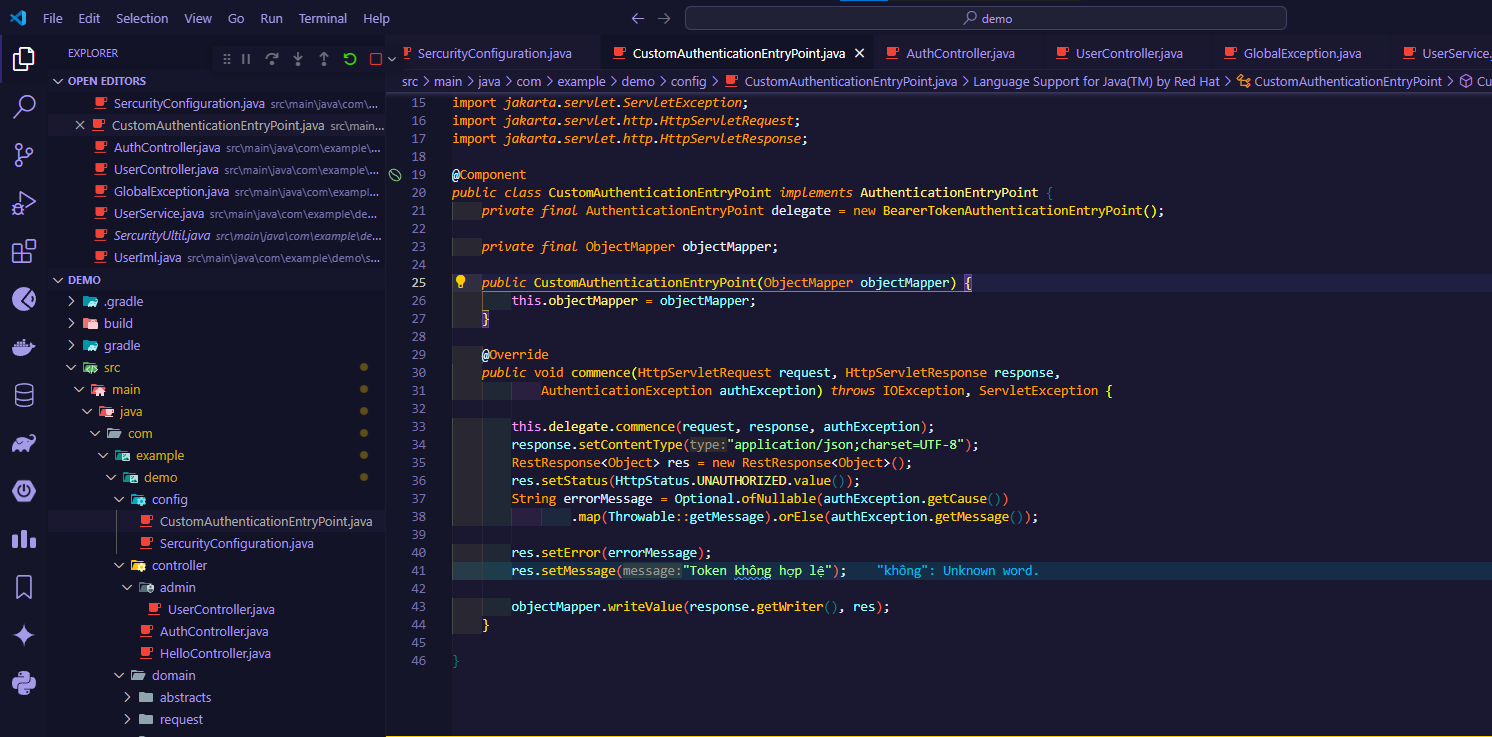 File Edit Selection View Go Run Terminal Help
demo
EXPLORER
SercurityConfiguration.java
CustomAuthenticationEntryPoint.java
AuthController.java
UserController.java
GlobalException.java
UserService.
src > main > java > com > example > demo > config > CustomAuthenticationEntryPoint.java > Language Support for Java(TM) by Red Hat > CustomAuthenticationEntryPoint > Cu
OPEN EDITORS
SercurityConfiguration.java src\main\java\com\...
CustomAuthenticationEntryPoint.java src\main...
AuthController.java src\main\java\com\example\...
UserController.java src\main\java\com\example\...
GlobalException.java src\main\java\com\exampl...
UserService.java src\main\java\com\example\de...
SercurityUltil.java src\main\java\com\example\de...
UserIml.java src\main\java\com\example\demo\s...
DEMO
.gradle
build
gradle
src
main
java
com
example
demo
config
CustomAuthenticationEntryPoint.java
SercurityConfiguration.java
controller
admin
UserController.java
AuthController.java
HelloController.java
domain
abstracts
request
15 import jakarta.servlet.ServletException;
16 import jakarta.servlet.http.HttpServletRequest;
17 import jakarta.servlet.http.HttpServletResponse;
18
19 @Component
20 public class CustomAuthenticationEntryPoint implements AuthenticationEntryPoint {
21 private final AuthenticationEntryPoint delegate = new BearerTokenAuthenticationEntryPoint();
22
23 private final ObjectMapper objectMapper;
24
25 public CustomAuthenticationEntryPoint(ObjectMapper objectMapper) {
26 this.objectMapper = objectMapper;
27 }
28
29 @Override
30 public void commence(HttpServletRequest request, HttpServletResponse response,
31 AuthenticationException authException) throws IOException, ServletException {
32
33 this.delegate.commence(request, response, authException);
34 response.setContentType(type:"application/json;charset=UTF-8");
35 RestResponse<Object> res = new RestResponse<Object>();
36 res.setStatus(HttpStatus.UNAUTHORIZED.value());
37 String errorMessage = Optional.ofNullable(authException.getCause())
38 .map(Throwable::getMessage).orElse(authException.getMessage());
39
40 res.setError(errorMessage);
41 res.setMessage(message:"Token không hợp lệ"); "không": Unknown word.
42
43 objectMapper.writeValue(response.getWriter(), res);
44 }
45
46 }